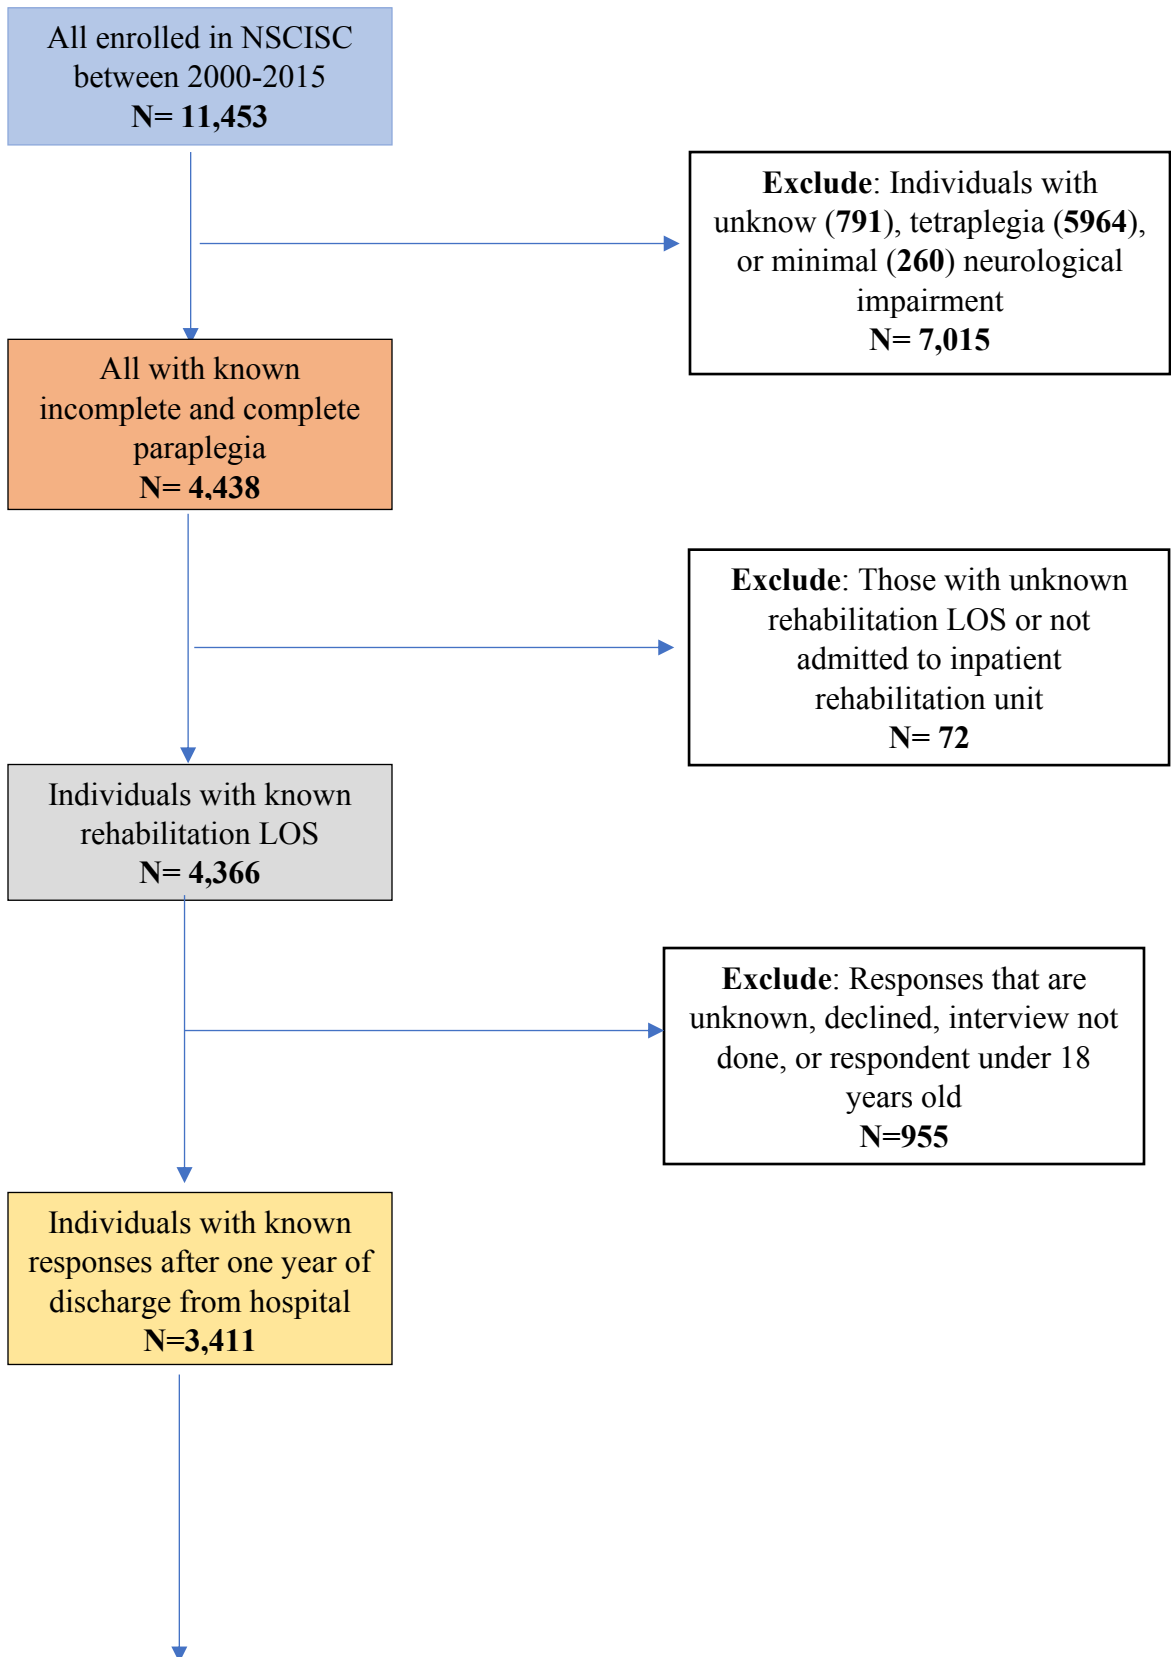 All enrolled in NSCISC
between 2000-2015
N= 11,453
Exclude: Individuals with
unknow (791), tetraplegia (5964),
or minimal (260) neurological
impairment
N= 7,015
All with known
incomplete and complete
paraplegia
N= 4,438
Exclude: Those with unknown
rehabilitation LOS or not
admitted to inpatient
rehabilitation unit
N= 72
Individuals with known
rehabilitation LOS
N= 4,366
Exclude: Responses that are
unknown, declined, interview not
done, or respondent under 18
years old
N=955
Individuals with known
responses after one year of
discharge from hospital
N=3,411